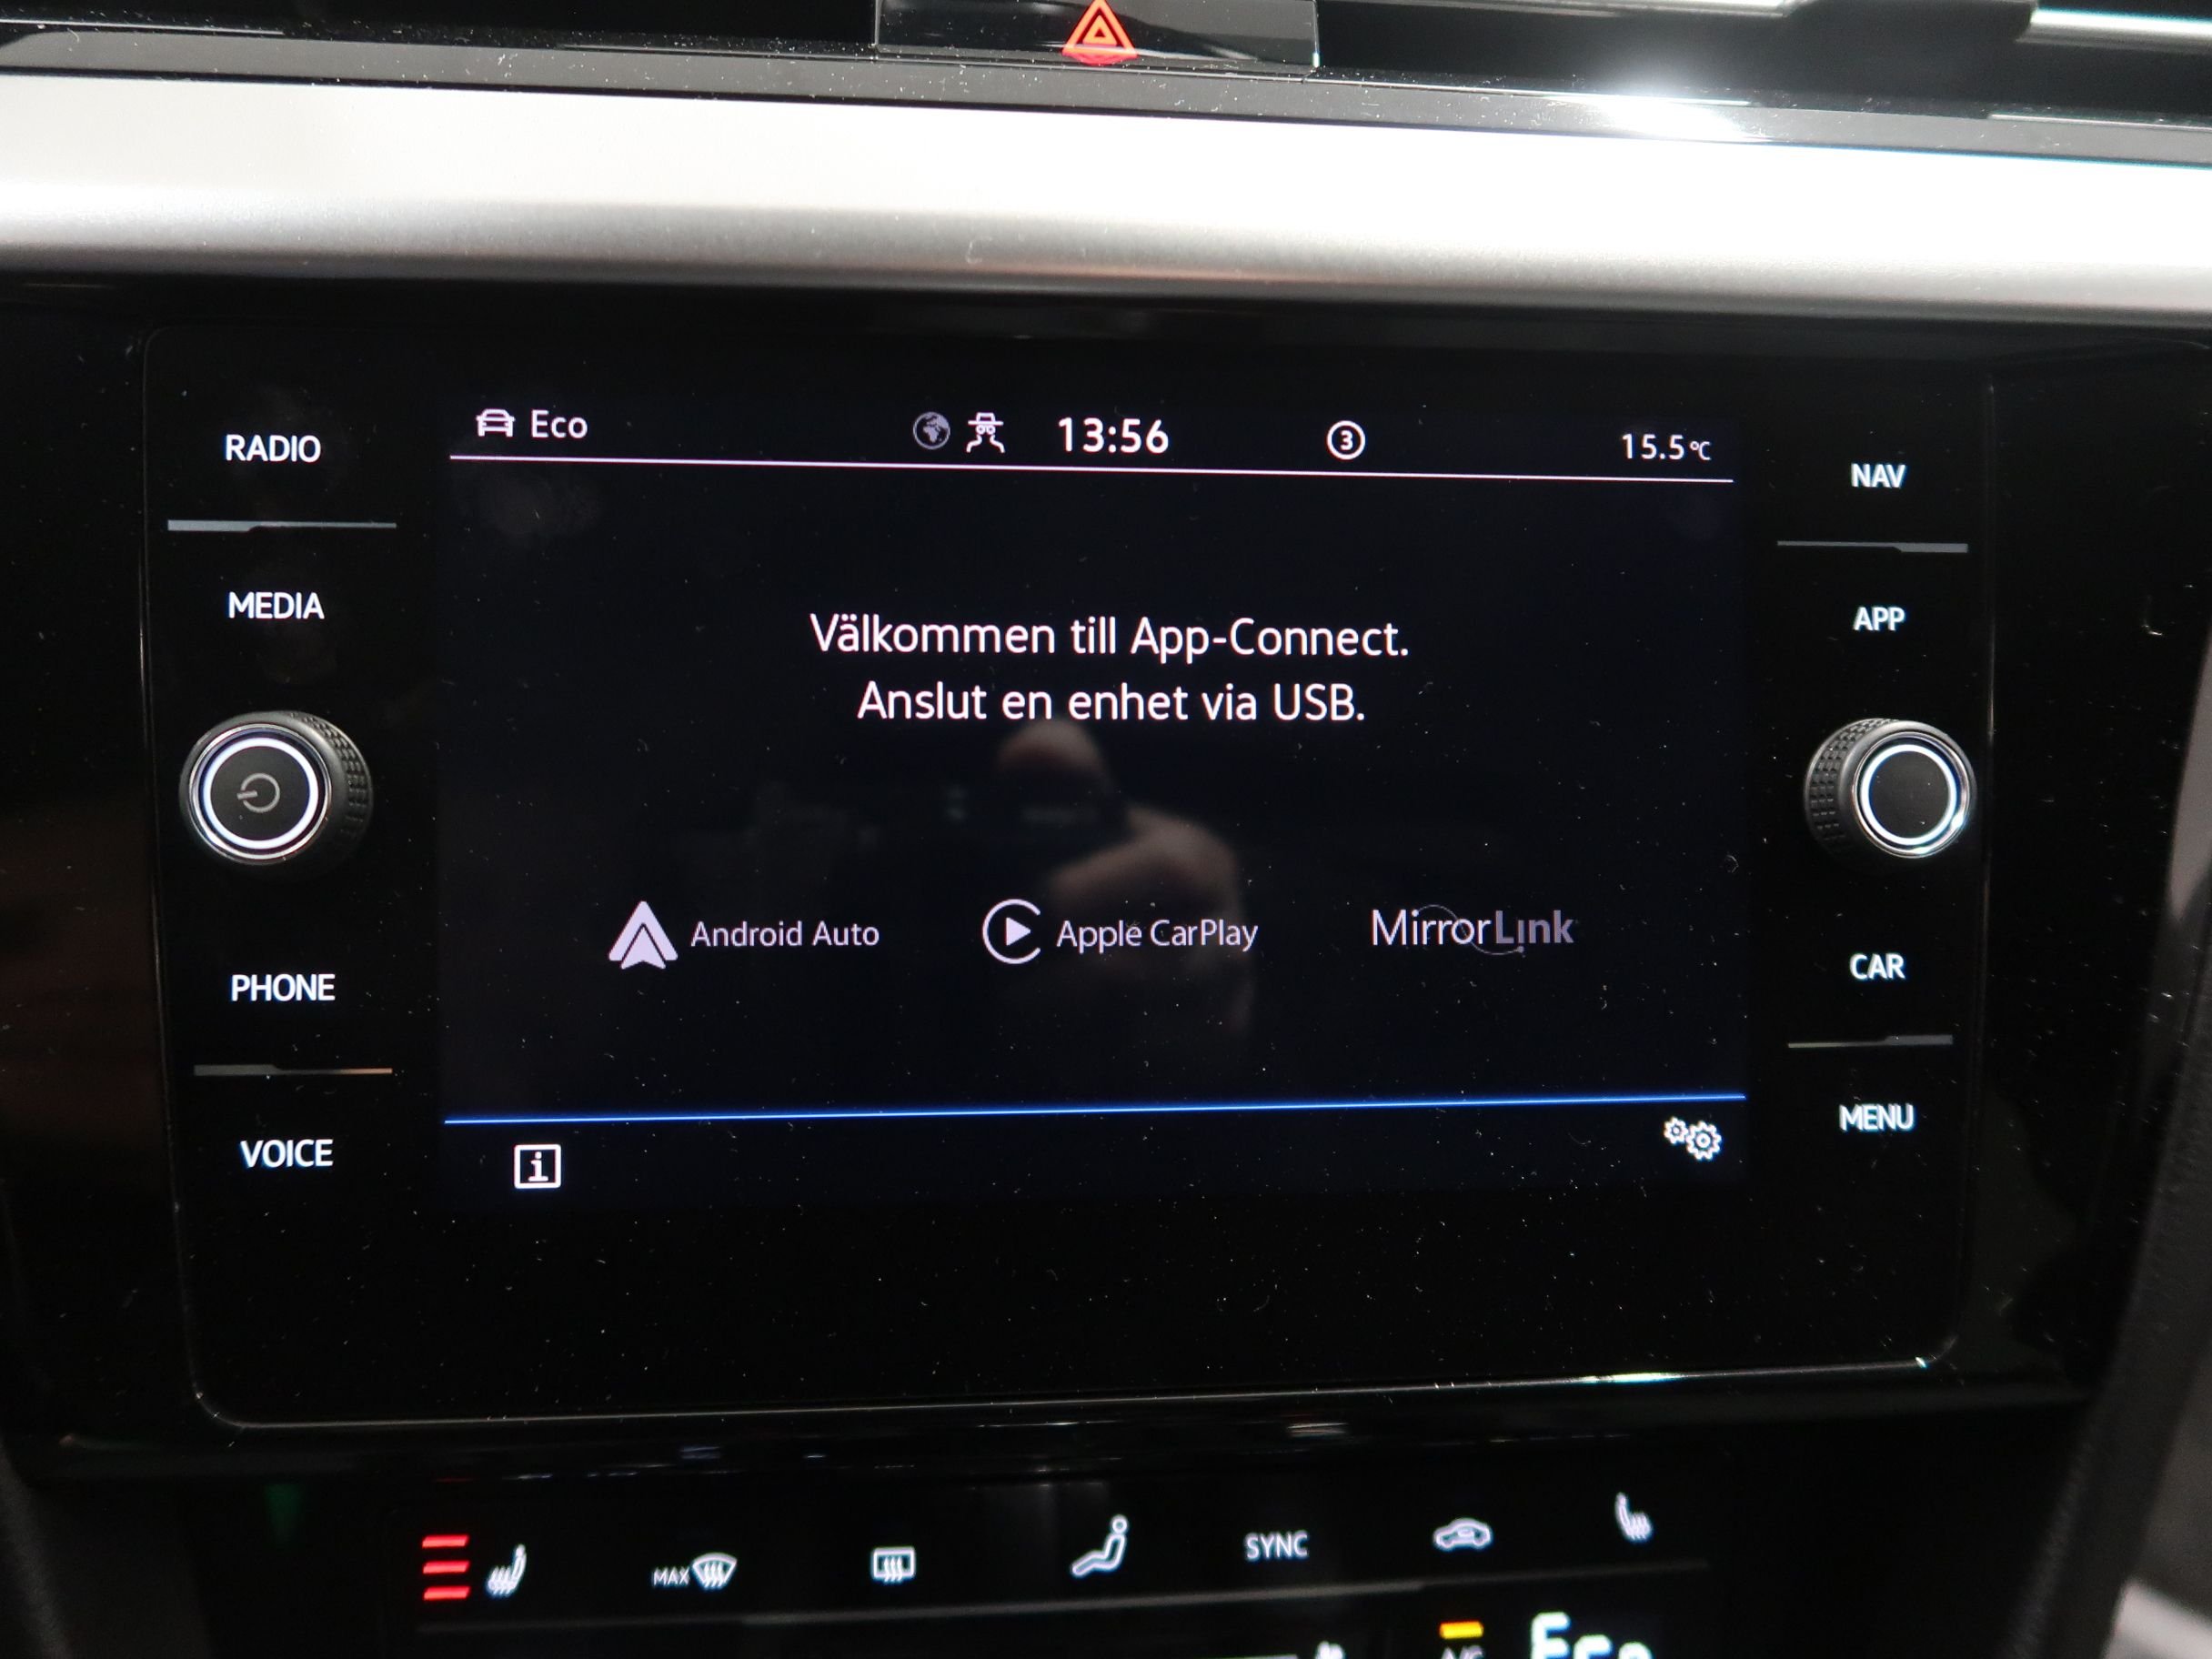 RADIO
MEDIA
PHONE
VOICE
Eco
13:56
3
15.5°C
Välkommen till App-Connect.
Anslut en enhet via USB.
Android Auto
Apple CarPlay
MirrorLink
i
NAV
APP
CAR
MENU
MAX
SYNC
A/C
Eco